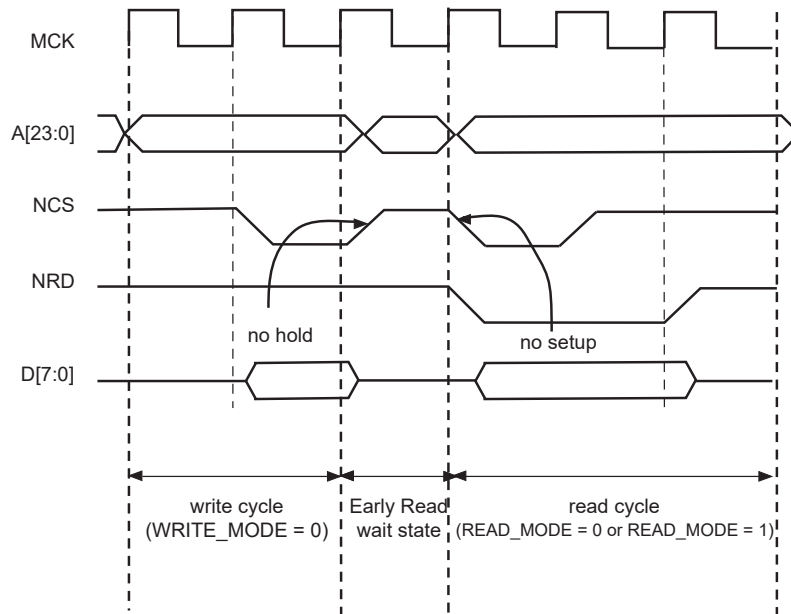 MCK
A[23:0]
NCS
NRD
no hold
no setup
D[7:0]
write cycle
(WRITE_MODE = 0)
Early Read
wait state
read cycle
(READ_MODE = 0 or READ_MODE = 1)